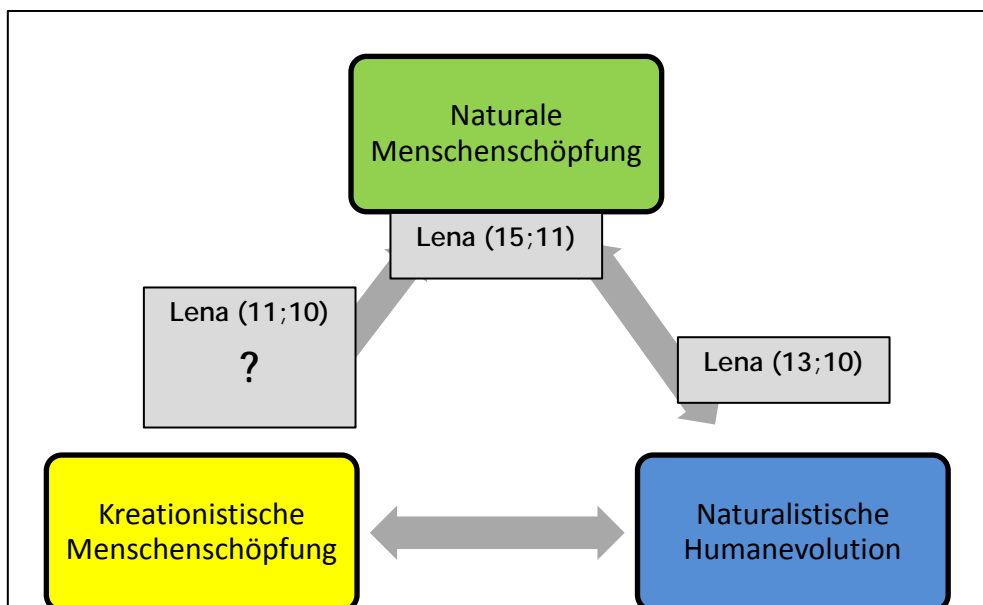 Naturale
Menschenschöpfung
Lena (15;11)
Lena (11;10)
?
Lena (13;10)
Kreationistische
Menschenschöpfung
Naturalistische
Humanevolution